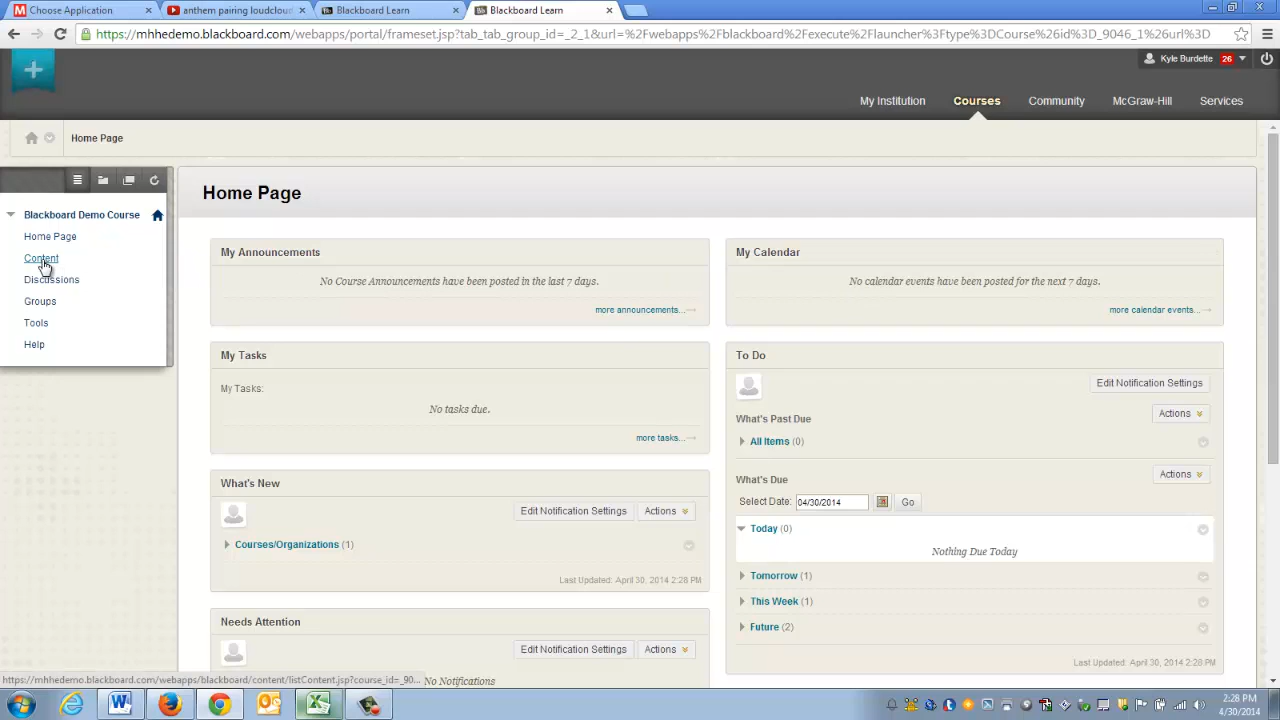 Choose Application
anthem pairing loudcloud
Blackboard Learn
Blackboard Learn
https://mhhedemo.blackboard.com/webapps/portal/frameset.jsp?tab_tab_group_id=_2_1&url=%2Fwebapps%2Fblackboard%2Fexecute%2Flauncher%3Ftype%3DCourse%26id%3D_9046_1%26url%3D
Kyle Burdette 26
My Institution Courses Community McGraw-Hill Services
Home Page
Blackboard Demo Course
Home Page
Content
Discussions
Groups
Tools
Help
Home Page
My Announcements
No Course Announcements have been posted in the last 7 days.
more announcements...
My Tasks
My Tasks:
No tasks due.
more tasks...
What's New
Edit Notification Settings Actions
Courses/Organizations (1)
Last Updated: April 30, 2014 2:28 PM
Needs Attention
Edit Notification Settings Actions
No Notifications
My Calendar
No calendar events have been posted for the next 7 days.
more calendar events...
To Do
Edit Notification Settings
What's Past Due Actions
All Items (0)
What's Due Actions
Select Date: 04/30/2014 Go
Today (0)
Nothing Due Today
Tomorrow (1)
This Week (1)
Future (2)
Last Updated: April 30, 2014 2:28 PM
https://mhhedemo.blackboard.com/webapps/blackboard/content/listContent.jsp?course_id=_90...
2:28 PM
4/30/2014